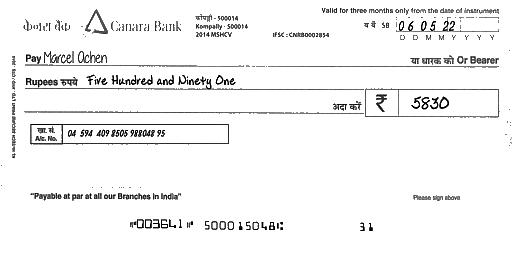 केनरा बैंक Canara Bank
कोंपल्ली - 500014
Kompally - 500014
2014 MSHCV
IFSC : CNRB0002854
Valid for three months only from the date of instrument
SB 06 05 22
D D M M Y Y Y Y
Pay Marcel Ochen या धारक को Or Bearer
Rupees रुपये Five Hundred and Ninety One
अदा करें ₹ 5830
खा. सं.
A/c. No. 04 594 409 8505 988048 95
"Payable at par at all our Branches in India"
Please sign above
⑈003641⑈ 500015048⑆ 31